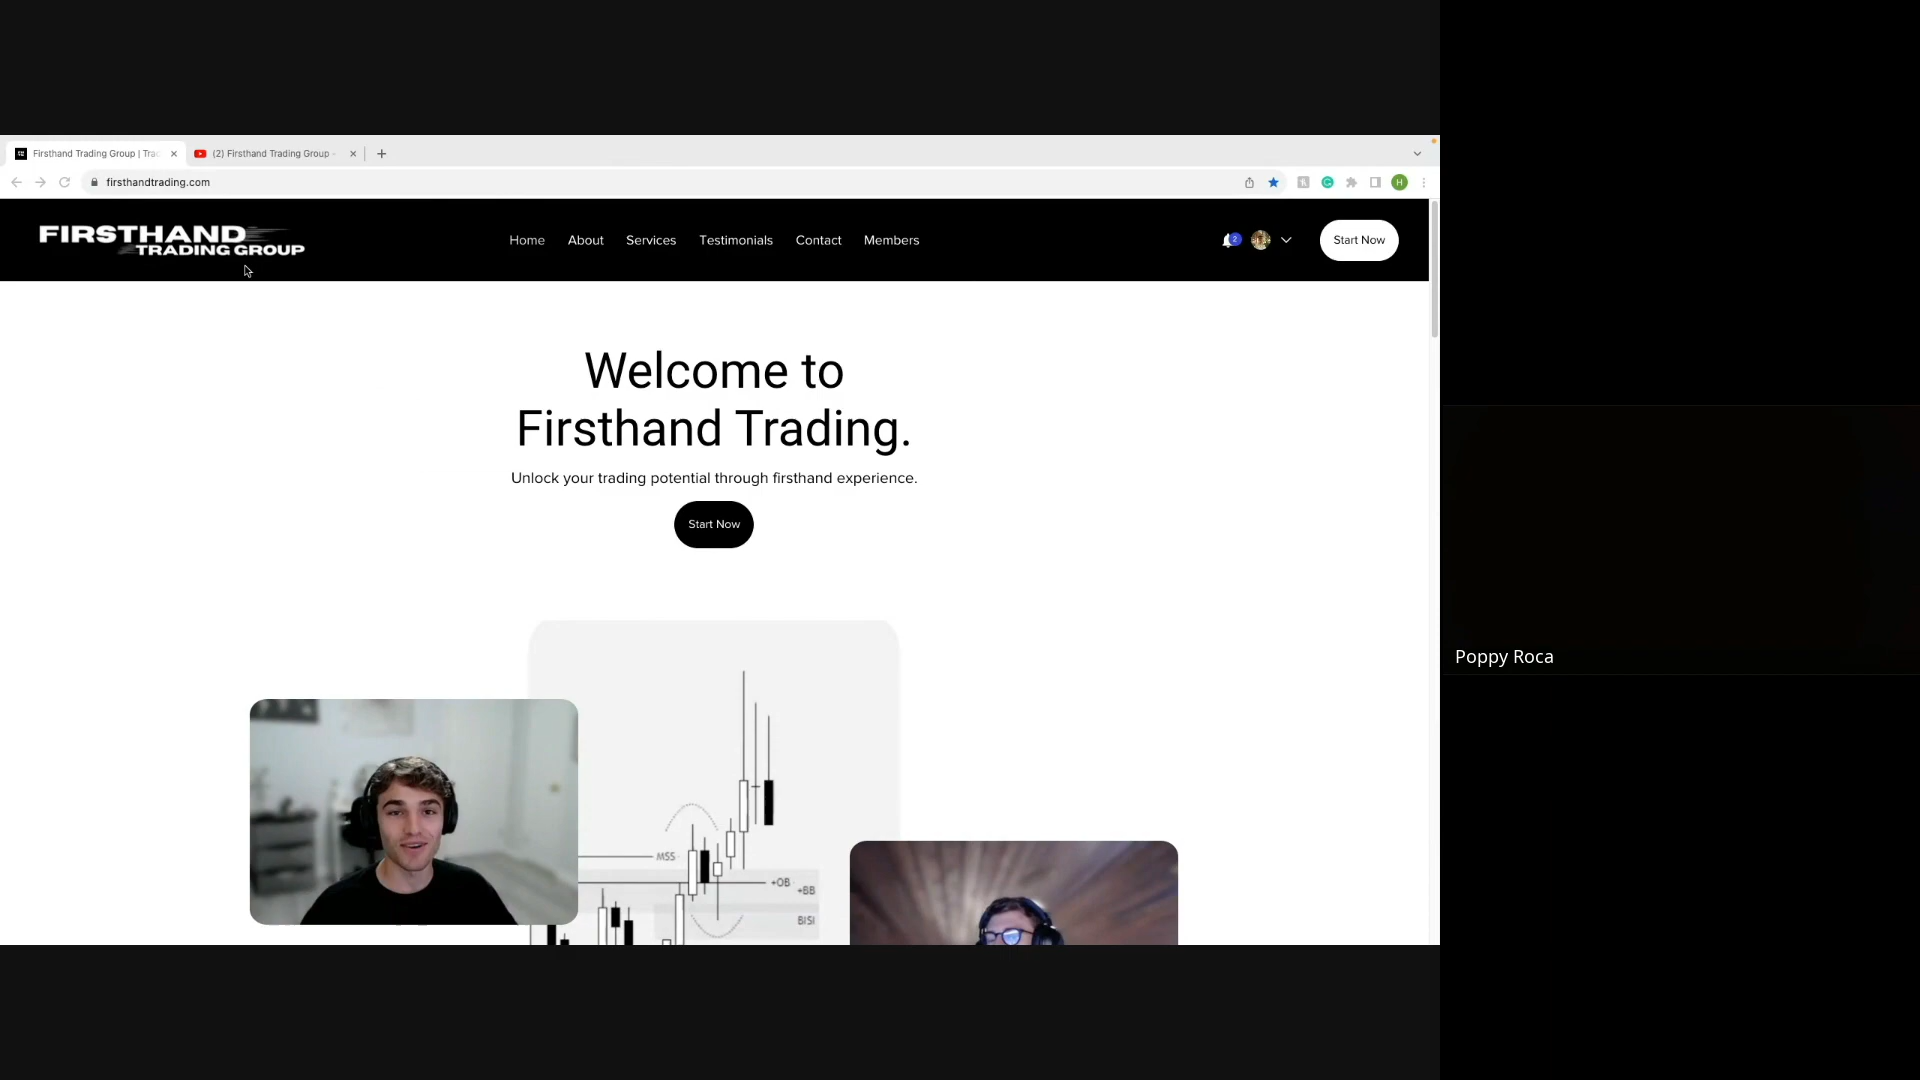 Firsthand Trading Group | Tra
(2) Firsthand Trading Group -
firsthandtrading.com
H
FIRSTHAND
TRADING GROUP
Home About Services Testimonials Contact Members
2
Start Now
Welcome to
Firsthand Trading.
Unlock your trading potential through firsthand experience.
Start Now
Poppy Roca
MSS
+OB
+BB
BISI